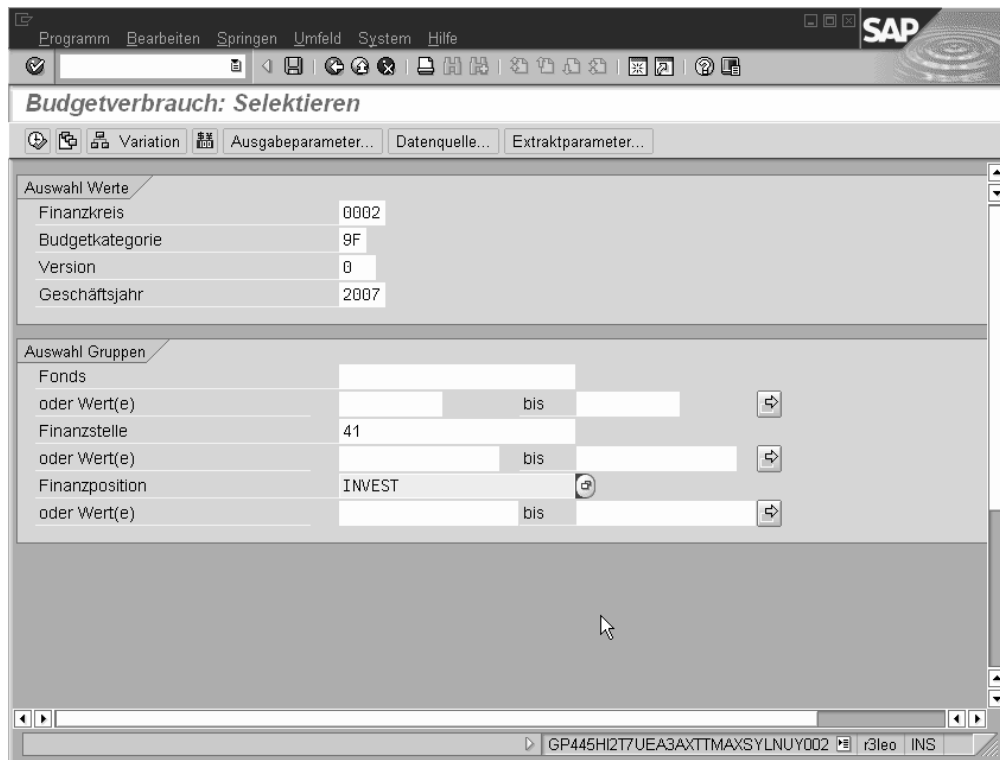 Programm Bearbeiten Springen Umfeld System Hilfe
SAP
Budgetverbrauch: Selektieren
Variation Ausgabeparameter... Datenquelle... Extraktparameter...
Auswahl Werte
Finanzkreis 0002
Budgetkategorie 9F
Version 0
Geschäftsjahr 2007
Auswahl Gruppen
Fonds
oder Wert(e) bis
Finanzstelle 41
oder Wert(e) bis
Finanzposition INVEST
oder Wert(e) bis
GP445HI2T7UEA3AXTTMAXSYLNUY002 r3leo INS